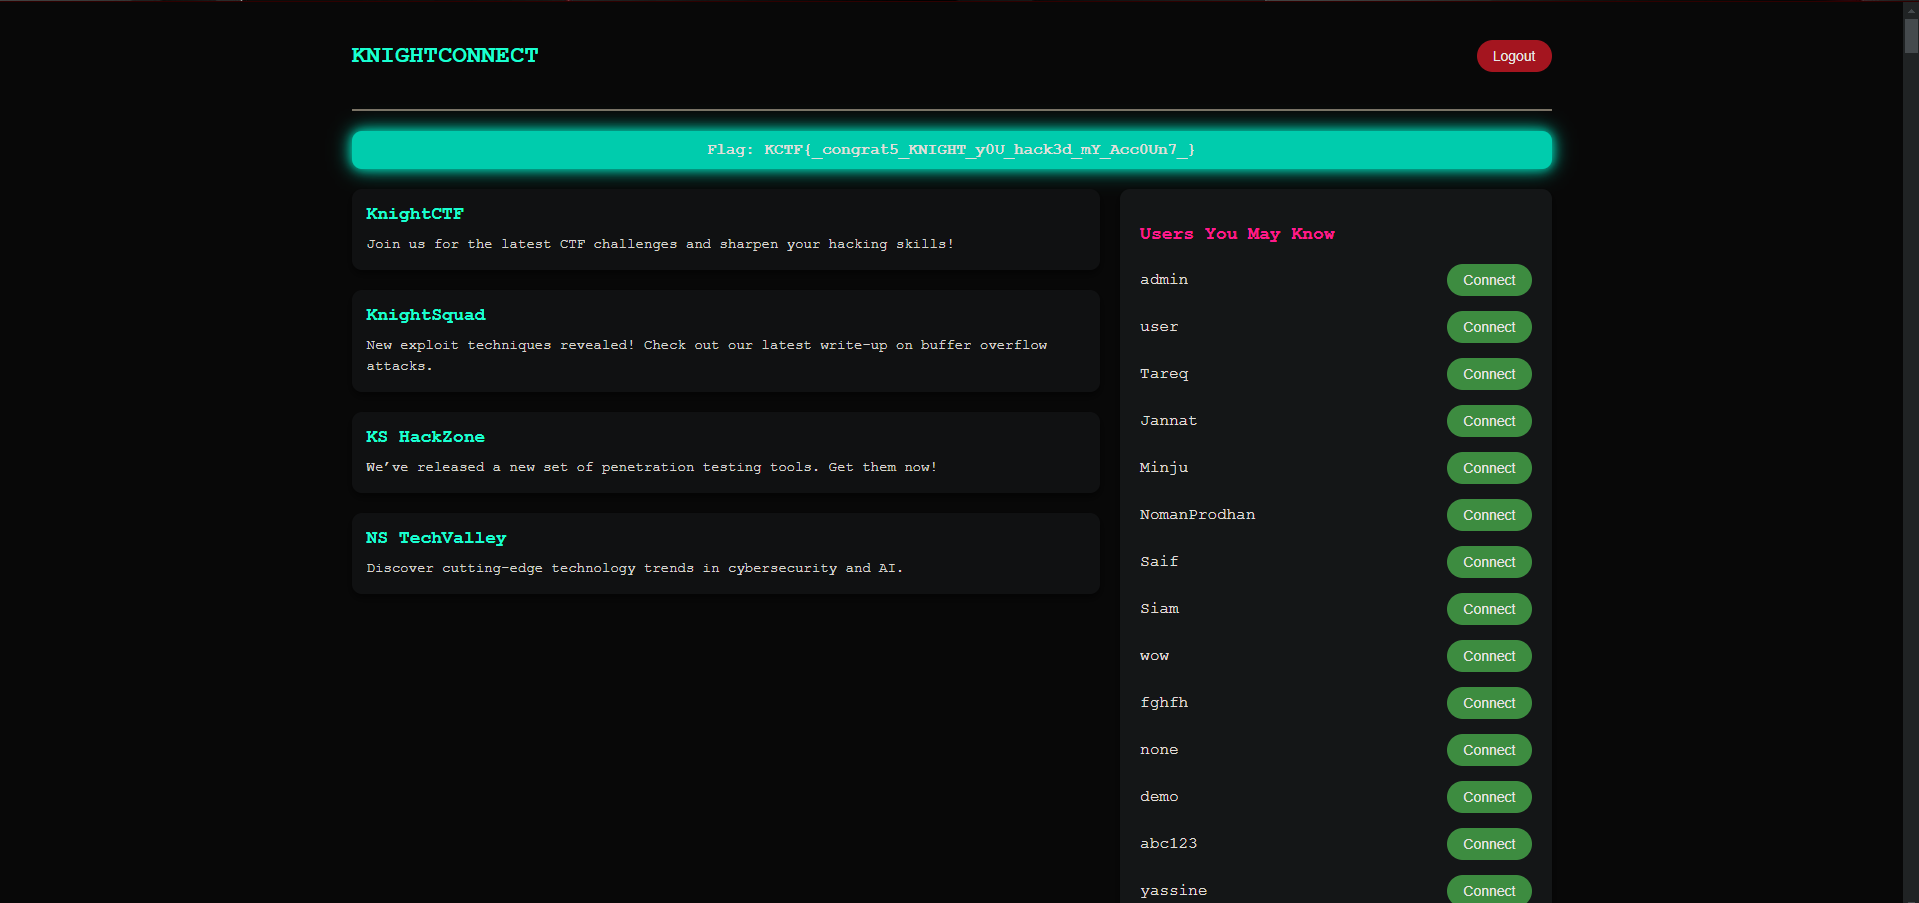 KNIGHTCONNECT
Logout
Flag: KCTF{_congrat5_KNIGHT_y0U_hack3d_mY_Acc0Un7_}
KnightCTF
Join us for the latest CTF challenges and sharpen your hacking skills!
KnightSquad
New exploit techniques revealed! Check out our latest write-up on buffer overflow
attacks.
KS HackZone
We’ve released a new set of penetration testing tools. Get them now!
NS TechValley
Discover cutting-edge technology trends in cybersecurity and AI.
Users You May Know
admin Connect
user Connect
Tareq Connect
Jannat Connect
Minju Connect
NomanProdhan Connect
Saif Connect
Siam Connect
wow Connect
fghfh Connect
none Connect
demo Connect
abc123 Connect
yassine Connect